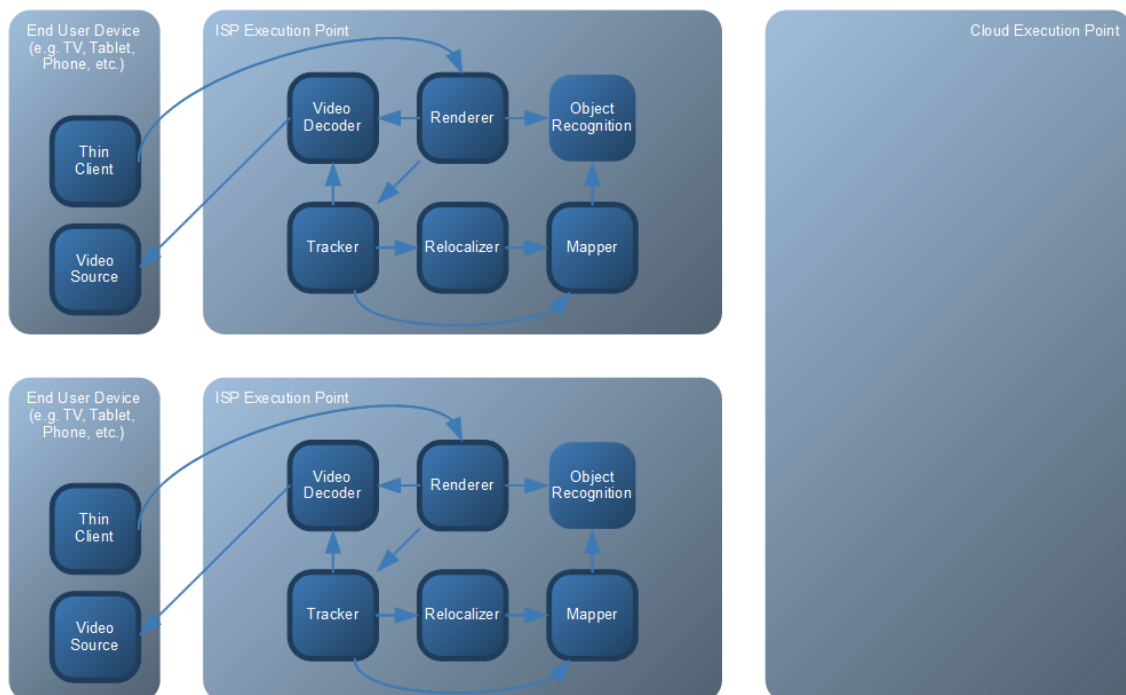 End User Device
(e.g. TV, Tablet,
Phone, etc.)
Thin
Client
Video
Source
ISP Execution Point
Video
Decoder
Renderer
Object
Recognition
Tracker
Relocalizer
Mapper
Cloud Execution Point
End User Device
(e.g. TV, Tablet,
Phone, etc.)
Thin
Client
Video
Source
ISP Execution Point
Video
Decoder
Renderer
Object
Recognition
Tracker
Relocalizer
Mapper